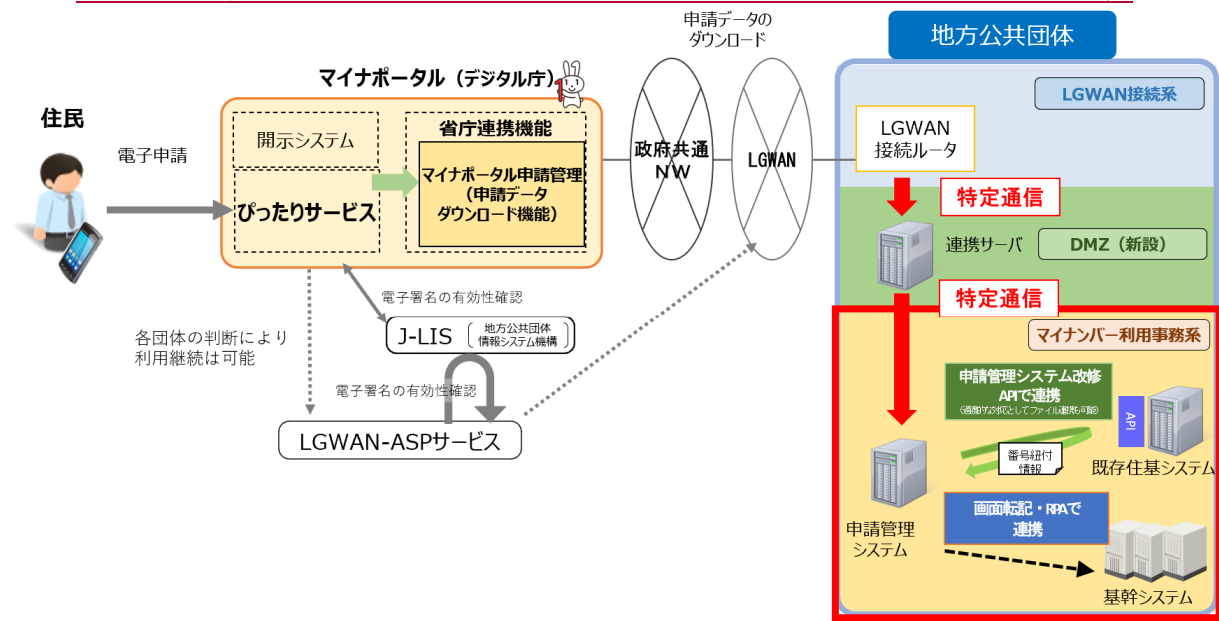 申請データの
ダウンロード
地方公共団体
マイナポータル（デジタル庁）
LGWAN接続系
住民
電子申請
開示システム
省庁連携機能
ぴったりサービス
マイナポータル申請管理
（申請データ
ダウンロード機能）
政府共通
NW
LGWAN
LGWAN
接続ルータ
特定通信
連携サーバ
DMZ（新設）
特定通信
電子署名の有効性確認
J-LIS
地方公共団体
情報システム機構
各団体の判断により
利用継続は可能
電子署名の有効性確認
LGWAN-ASPサービス
マイナンバー利用事務系
申請管理システム改修
APIで連携
API
番号紐付
情報
既存住基システム
画面転記・RPAで
連携
申請管理
システム
基幹システム